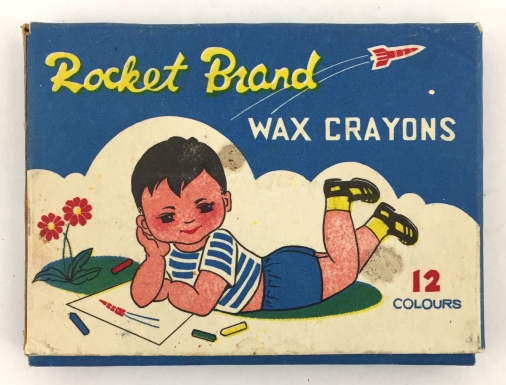 Rocket Brand
WAX CRAYONS
12
COLOURS